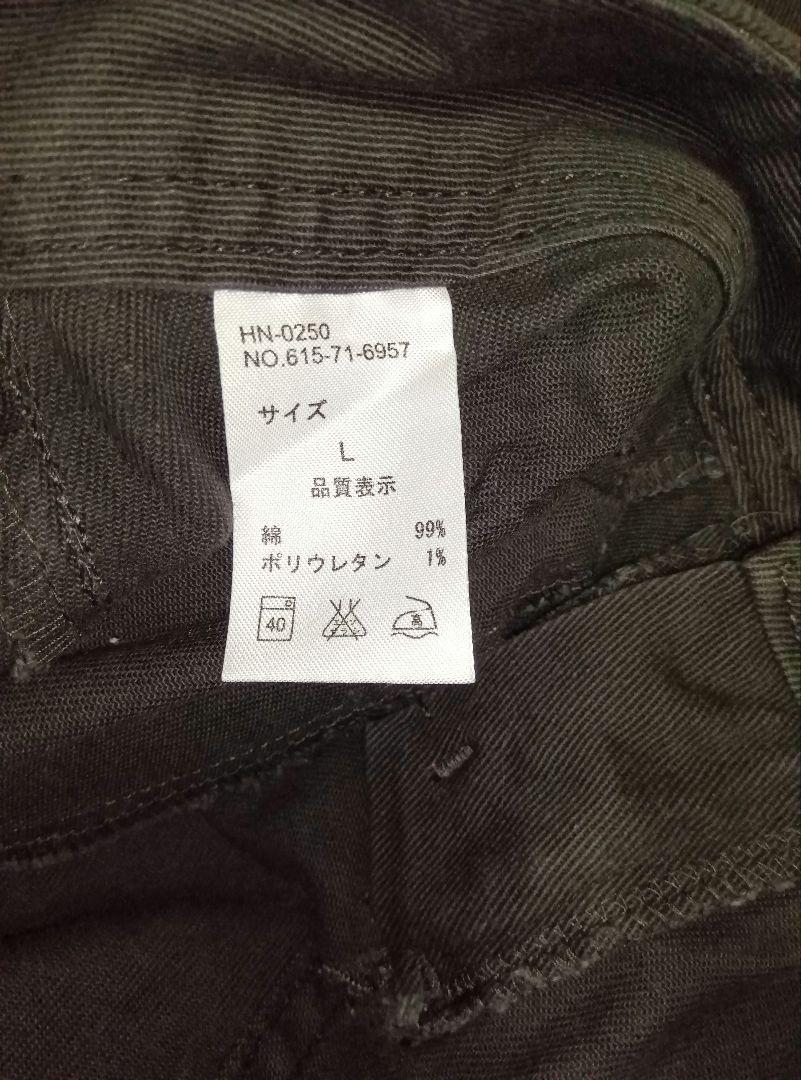 HN-0250
NO.615-71-6957
サイズ
L
品質表示
綿 99%
ポリウレタン 1%
40 高